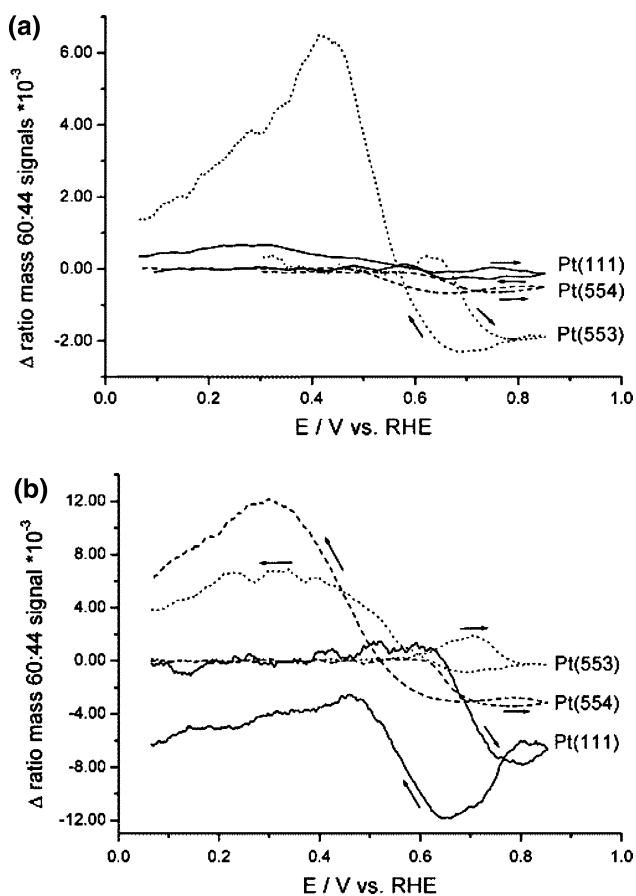 (a)
Δ ratio mass 60:44 signals *10⁻³
6.00
4.00
2.00
0.00
-2.00
Pt(111)
Pt(554)
Pt(553)
0.0 0.2 0.4 0.6 0.8 1.0
E / V vs. RHE
(b)
Δ ratio mass 60:44 signal *10⁻³
12.00
8.00
4.00
0.00
-4.00
-8.00
-12.00
Pt(553)
Pt(554)
Pt(111)
0.0 0.2 0.4 0.6 0.8 1.0
E / V vs. RHE